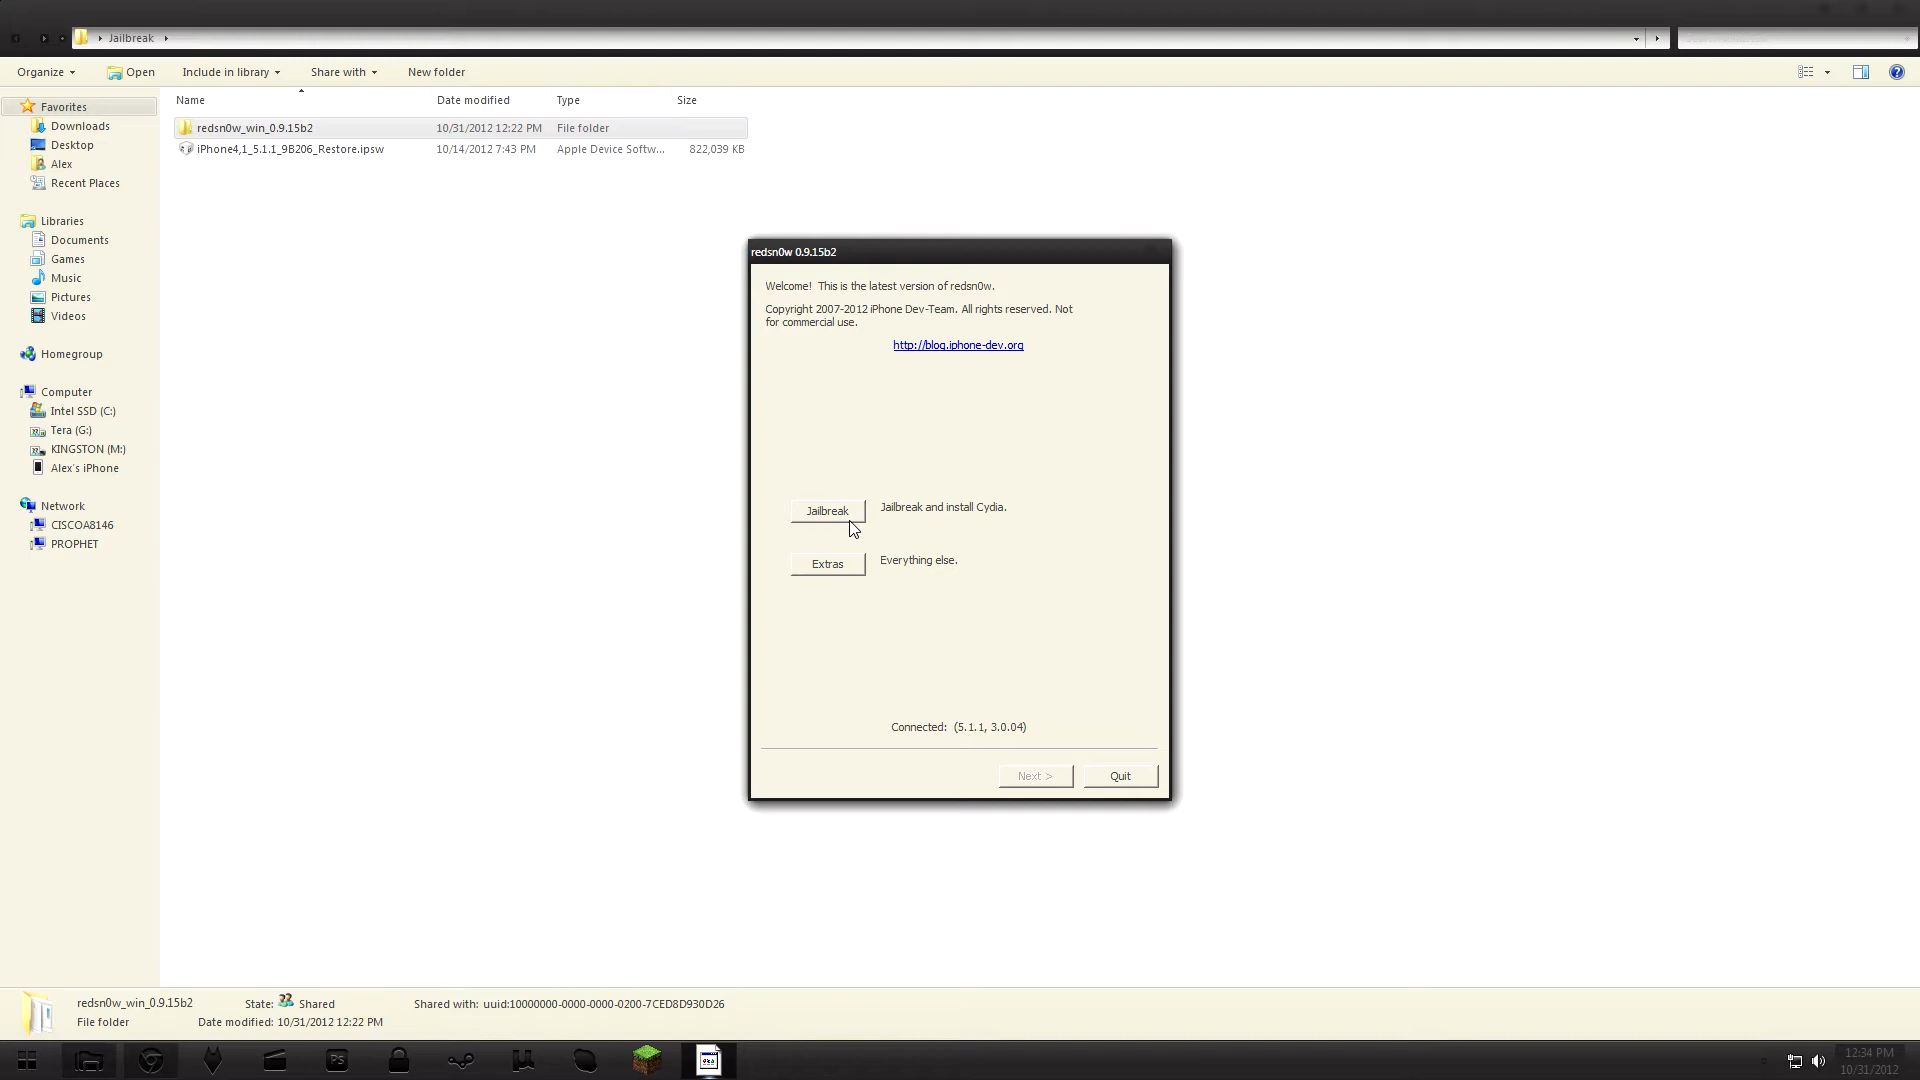 Jailbreak
Organize Open Include in library Share with New folder
Name Date modified Type Size
Favorites
Downloads
Desktop
Alex
Recent Places
Libraries
Documents
Games
Music
Pictures
Videos
Homegroup
Computer
Intel SSD (C:)
Tera (G:)
KINGSTON (M:)
Alex's iPhone
Network
CISCOA8146
PROPHET
redsn0w_win_0.9.15b2 10/31/2012 12:22 PM File folder
iPhone4,1_5.1.1_9B206_Restore.ipsw 10/14/2012 7:43 PM Apple Device Softw... 822,039 KB
redsn0w 0.9.15b2
Welcome! This is the latest version of redsn0w.
Copyright 2007-2012 iPhone Dev-Team. All rights reserved. Not
for commercial use.
http://blog.iphone-dev.org
Jailbreak Jailbreak and install Cydia.
Extras Everything else.
Connected: (5.1.1, 3.0.04)
Next > Quit
redsn0w_win_0.9.15b2 State: Shared Shared with: uuid:10000000-0000-0000-0200-7CED8D930D26
File folder Date modified: 10/31/2012 12:22 PM
Ps
12:34 PM
10/31/2012